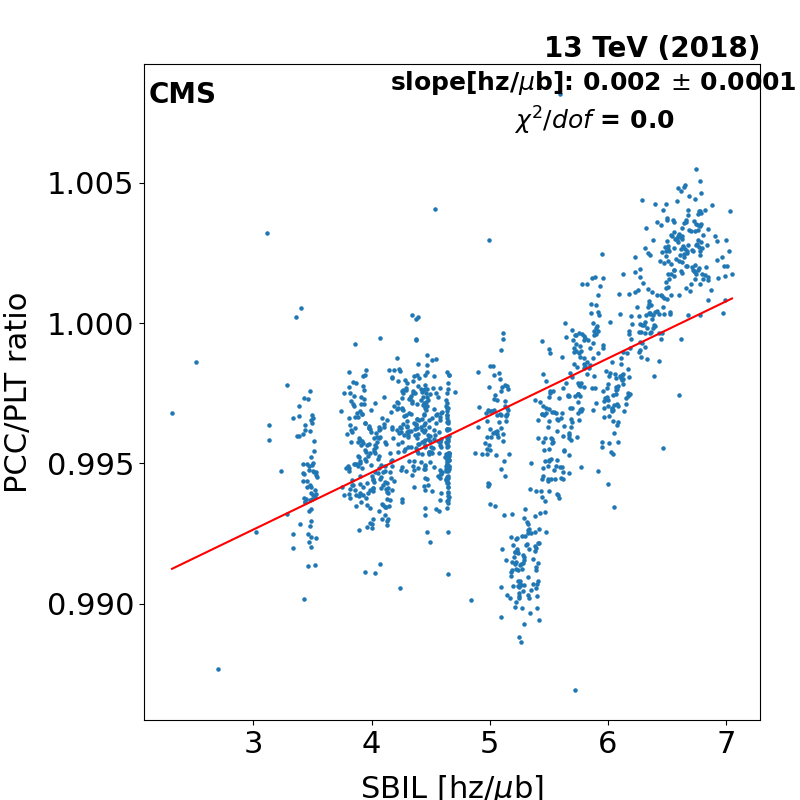 13 TeV (2018)
CMS
slope[hz/μb]: 0.002 ± 0.0001
χ²/dof = 0.0
1.005
1.000
0.995
0.990
PCC/PLT ratio
3 4 5 6 7
SBIL [hz/μb]